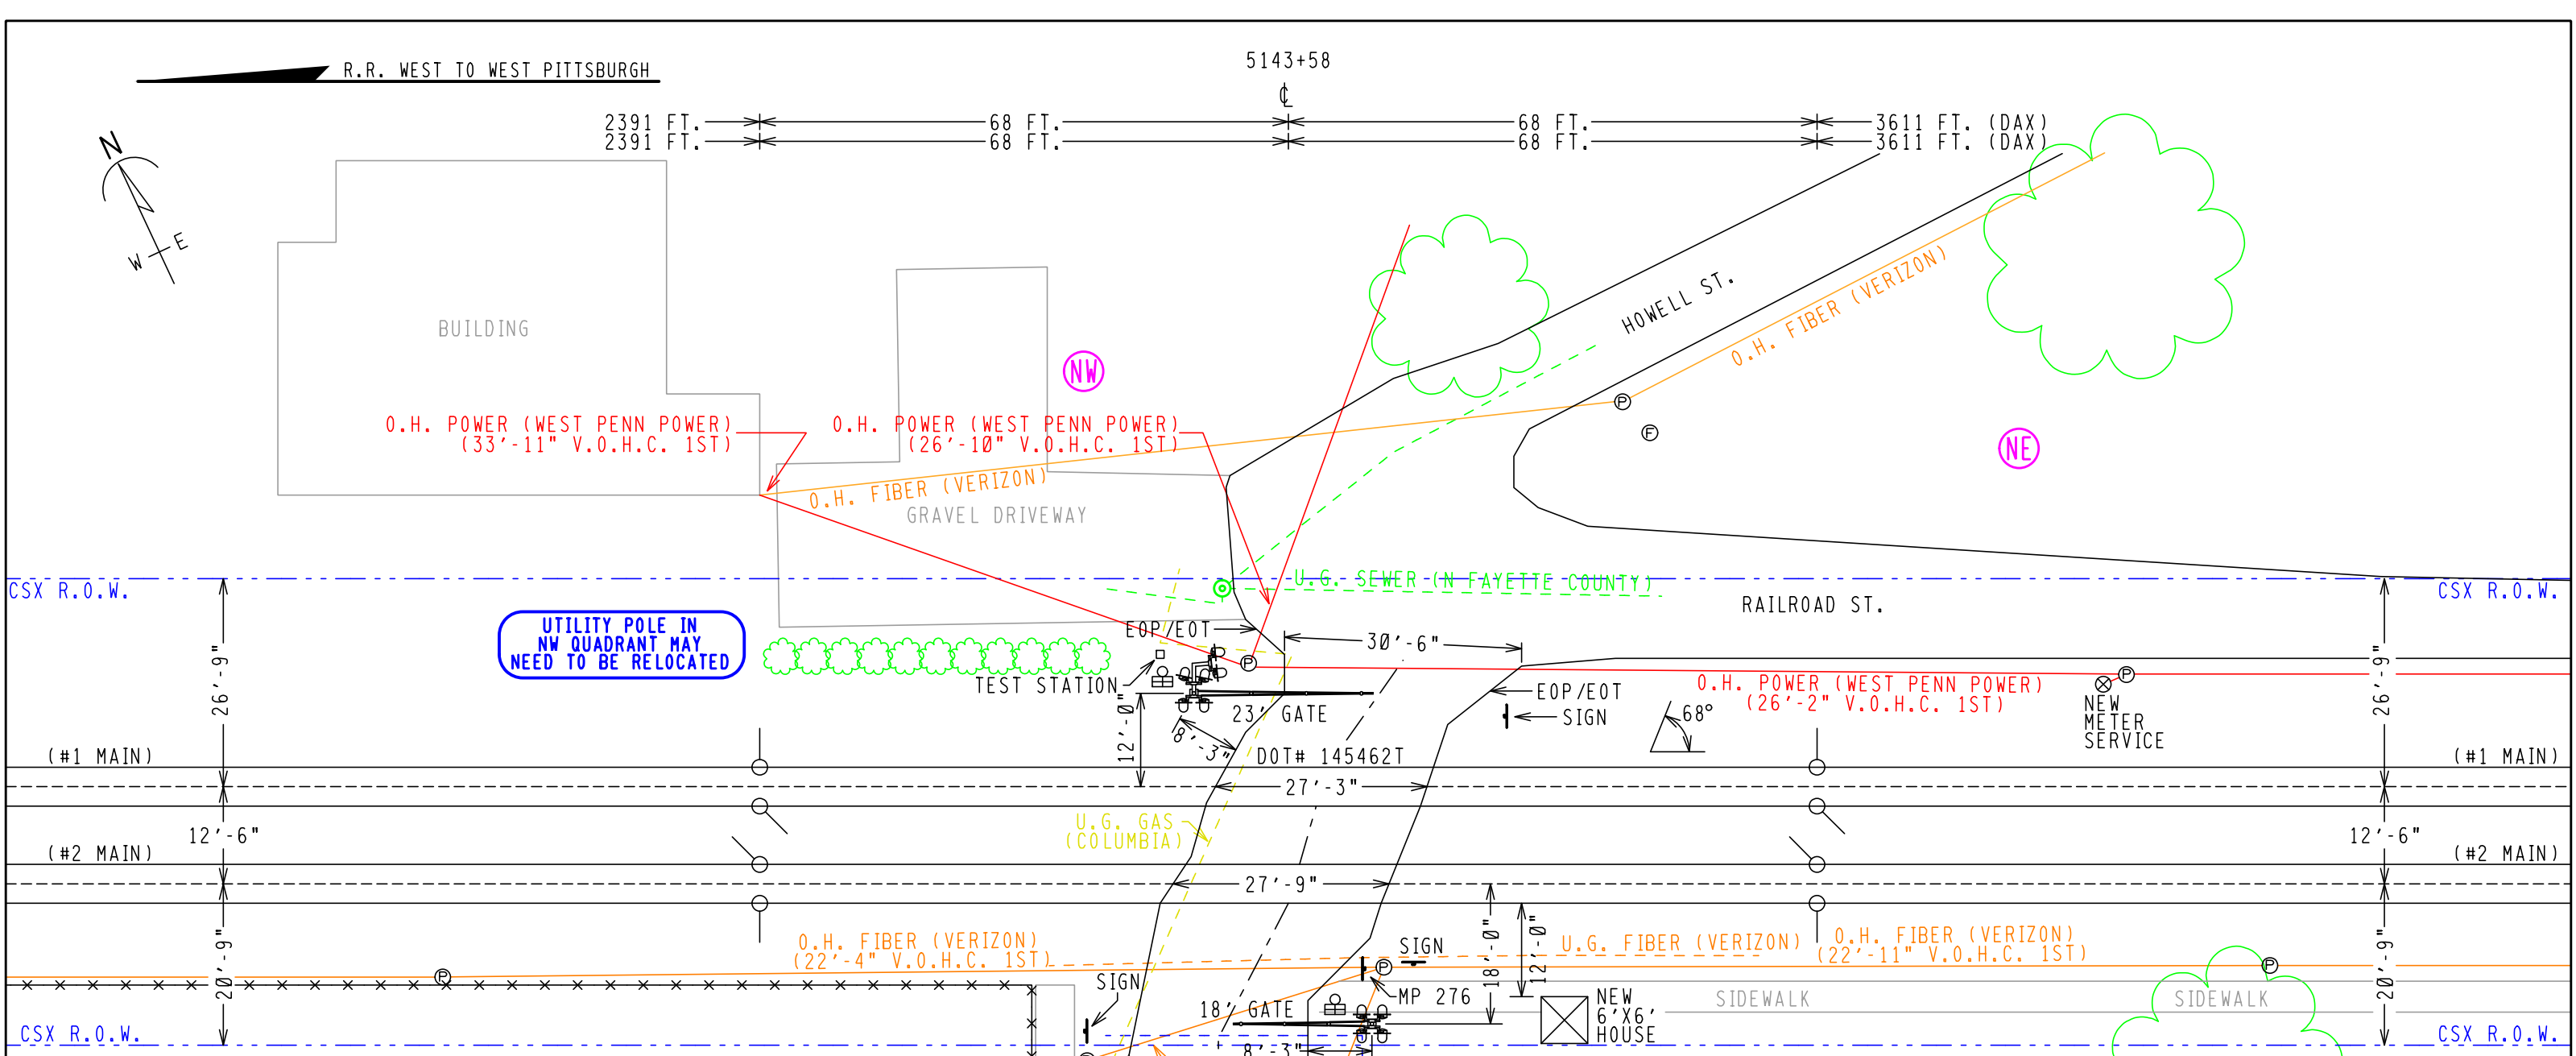 5143+58
R.R. WEST TO WEST PITTSBURGH
℄
2391 FT. 68 FT. 68 FT. 3611 FT. (DAX)
2391 FT. 68 FT. 68 FT. 3611 FT. (DAX)
N
E
W
HOWELL ST.
O.H. FIBER (VERIZON)
BUILDING
NW
P
F
NE
O.H. POWER (WEST PENN POWER)
(33'-11" V.O.H.C. 1ST)
O.H. POWER (WEST PENN POWER)
(26'-10" V.O.H.C. 1ST)
O.H. FIBER (VERIZON)
GRAVEL DRIVEWAY
CSX R.O.W.
U.G. SEWER (N FAYETTE COUNTY)
CSX R.O.W.
RAILROAD ST.
UTILITY POLE IN
NW QUADRANT MAY
NEED TO BE RELOCATED
EOP/EOT
30'-6"
P
TEST STATION
26'-9"
12'-0"
8'-3"
23' GATE
EOP/EOT
SIGN
68°
O.H. POWER (WEST PENN POWER)
(26'-2" V.O.H.C. 1ST)
P
NEW
METER
SERVICE
26'-9"
(#1 MAIN)
DOT# 145462T
(#1 MAIN)
27'-3"
U.G. GAS
(COLUMBIA)
12'-6"
12'-6"
(#2 MAIN)
(#2 MAIN)
27'-9"
20'-9"
O.H. FIBER (VERIZON)
(22'-4" V.O.H.C. 1ST)
P
SIGN
P
18'-0"
12'-0"
U.G. FIBER (VERIZON)
O.H. FIBER (VERIZON)
(22'-11" V.O.H.C. 1ST)
P
20'-9"
SIGN
MP 276
18' GATE
NEW
6'X6'
HOUSE
SIDEWALK
SIDEWALK
CSX R.O.W.
CSX R.O.W.
8'-3"